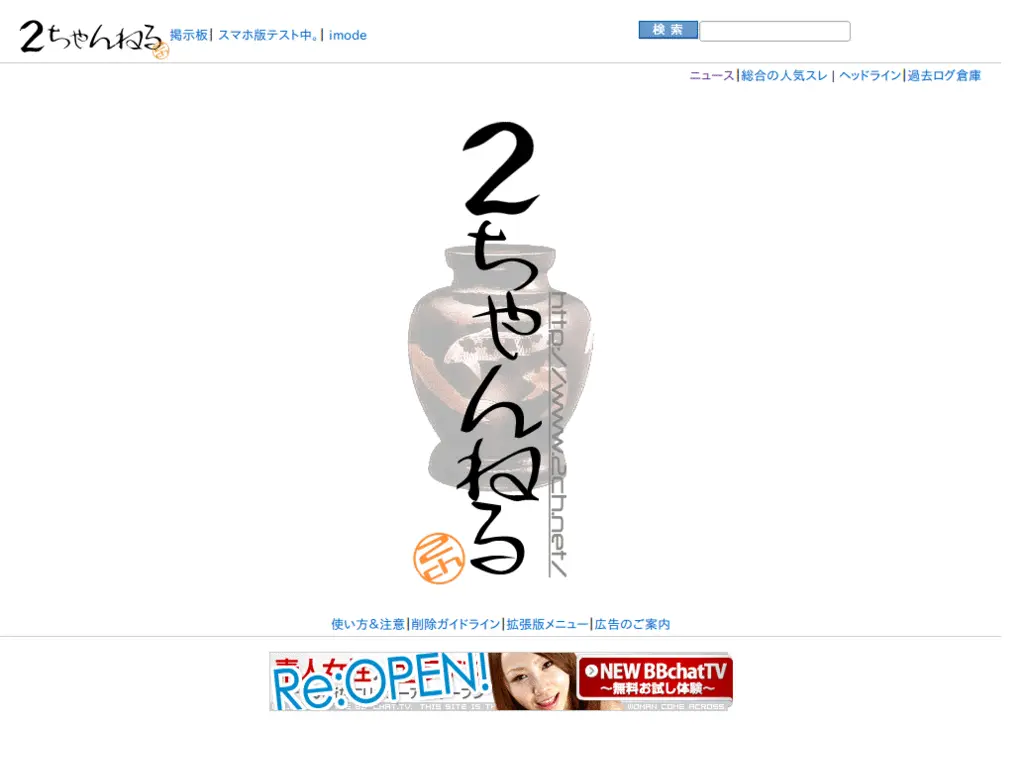 2ちゃんねる 掲示板| スマホ版テスト中。| imode
検 索
ニュース|総合の人気スレ | ヘッドライン|過去ログ倉庫
2ちゃんねる
http://www.2ch.net/
2ch
使い方&注意|削除ガイドライン|拡張版メニュー|広告のご案内
Re:OPEN!
NEW BBchatTV
～無料お試し体験～
WOMAN COME ACROSS